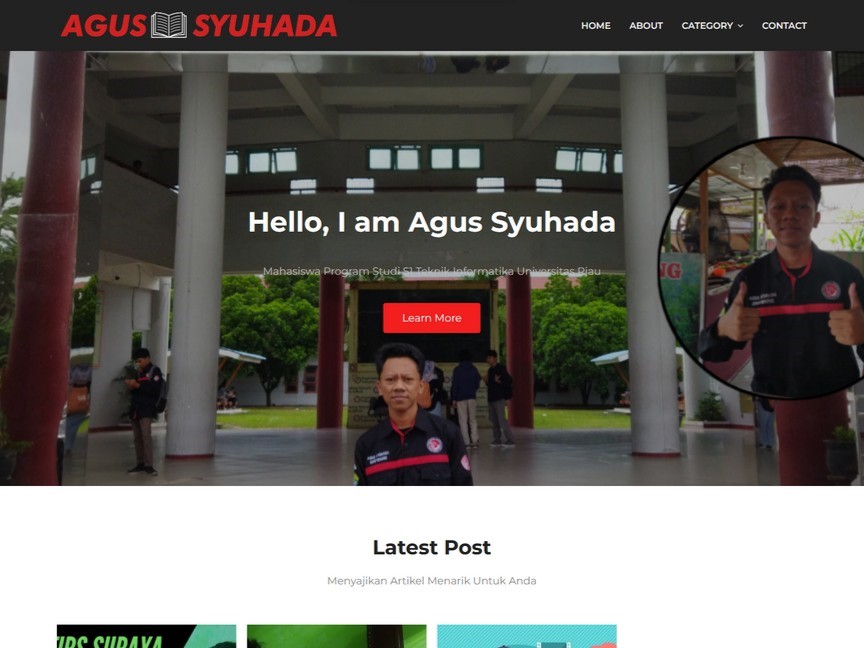 AGUS SYUHADA
HOME ABOUT CATEGORY CONTACT
Hello, I am Agus Syuhada
Mahasiswa Program Studi S1 Teknik Informatika Universitas Riau
Learn More
Latest Post
Menyajikan Artikel Menarik Untuk Anda
TIPS SUPAYA